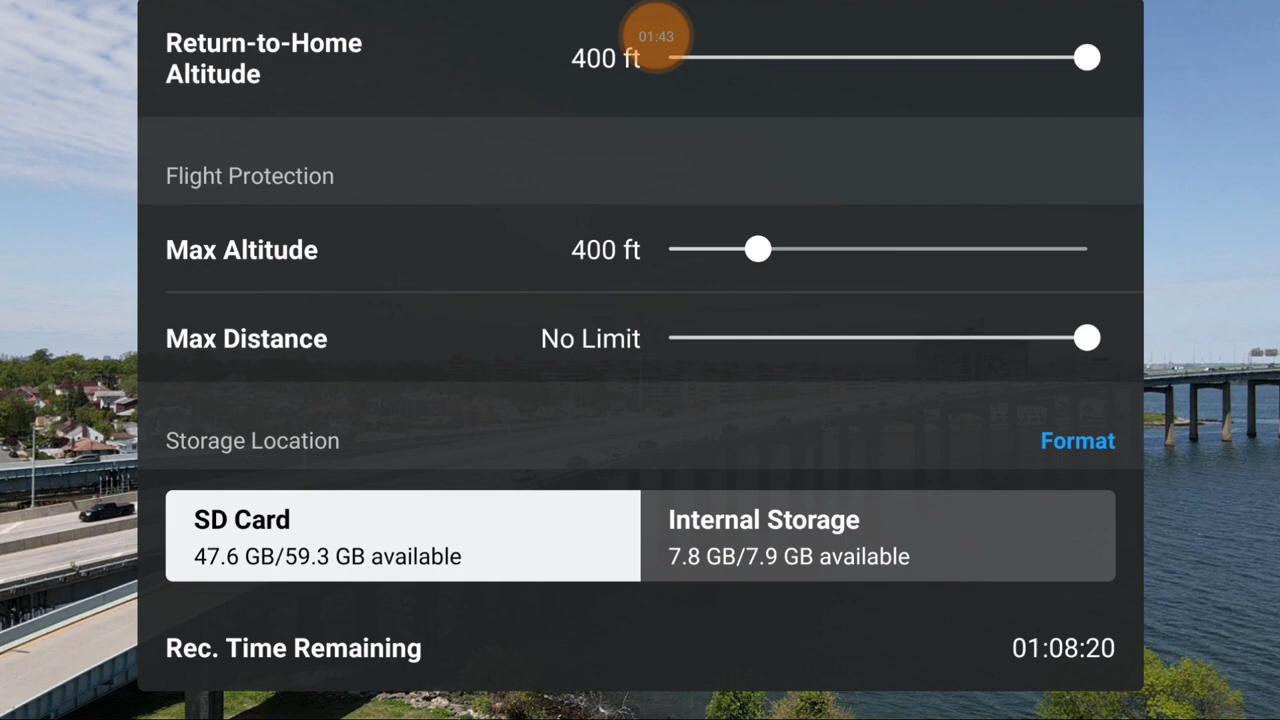 01:43
Return-to-Home
Altitude
400 ft
Flight Protection
Max Altitude
400 ft
Max Distance
No Limit
Storage Location
Format
SD Card
Internal Storage
47.6 GB/59.3 GB available
7.8 GB/7.9 GB available
Rec. Time Remaining
01:08:20